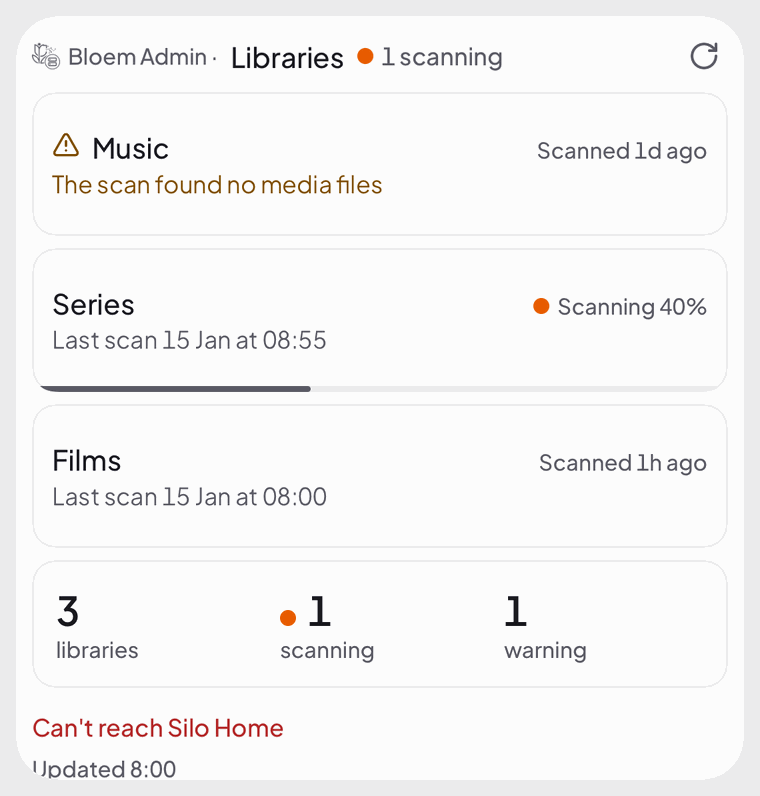 Bloem Admin · Libraries 1 scanning
Music Scanned 1d ago
The scan found no media files
Series Scanning 40%
Last scan 15 Jan at 08:55
Films Scanned 1h ago
Last scan 15 Jan at 08:00
3 1 1
libraries scanning warning
Can't reach Silo Home
Updated 8:00